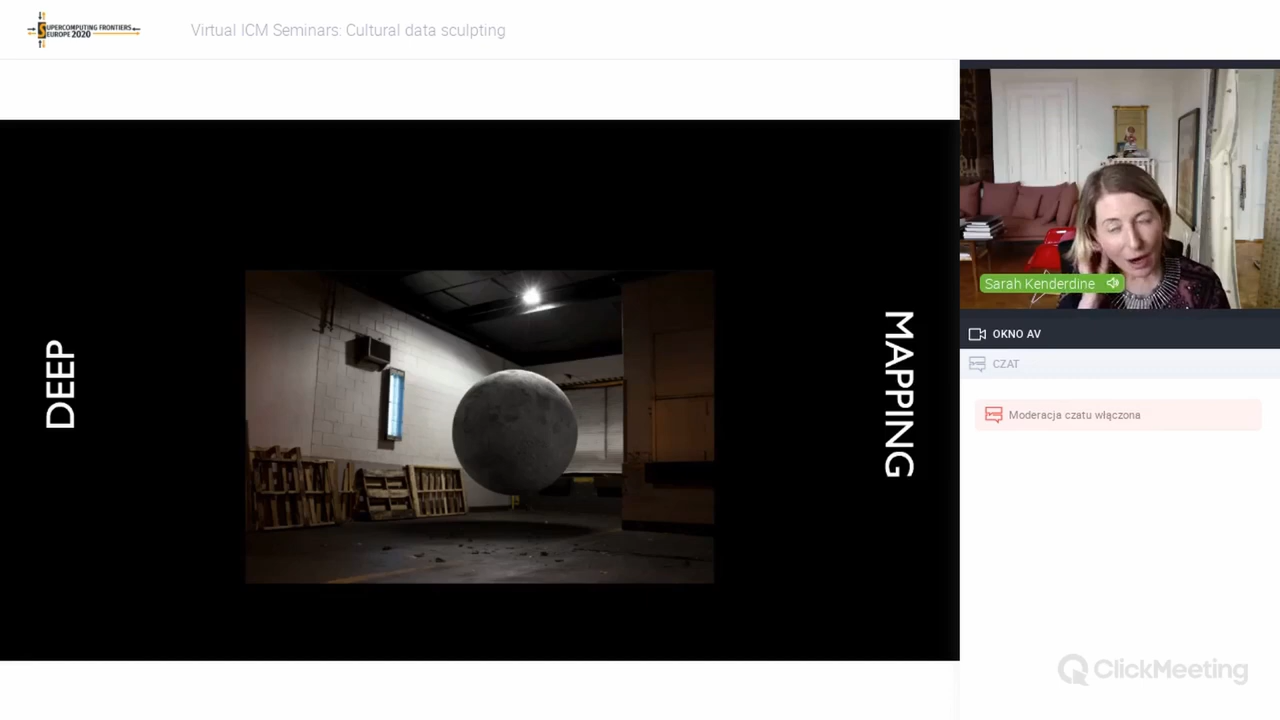 SUPERCOMPUTING FRONTIERS
EUROPE 2020
Virtual ICM Seminars: Cultural data sculpting
DEEP
MAPPING
Sarah Kenderdine
OKNO AV
CZAT
Moderacja czatu włączona
ClickMeeting